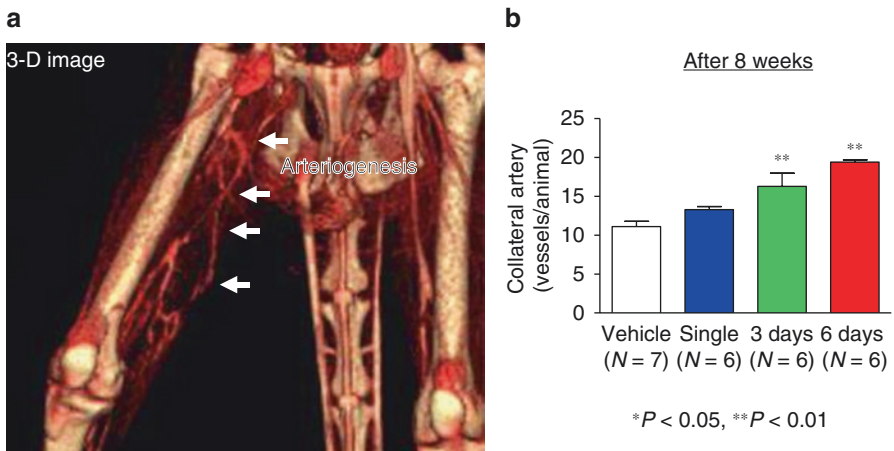 a
3-D image
Arteriogenesis
b
After 8 weeks
Collateral artery
(vessels/animal)
25
20
15
10
5
0
**
**
Vehicle Single 3 days 6 days
(N = 7) (N = 6) (N = 6) (N = 6)
*P < 0.05, **P < 0.01